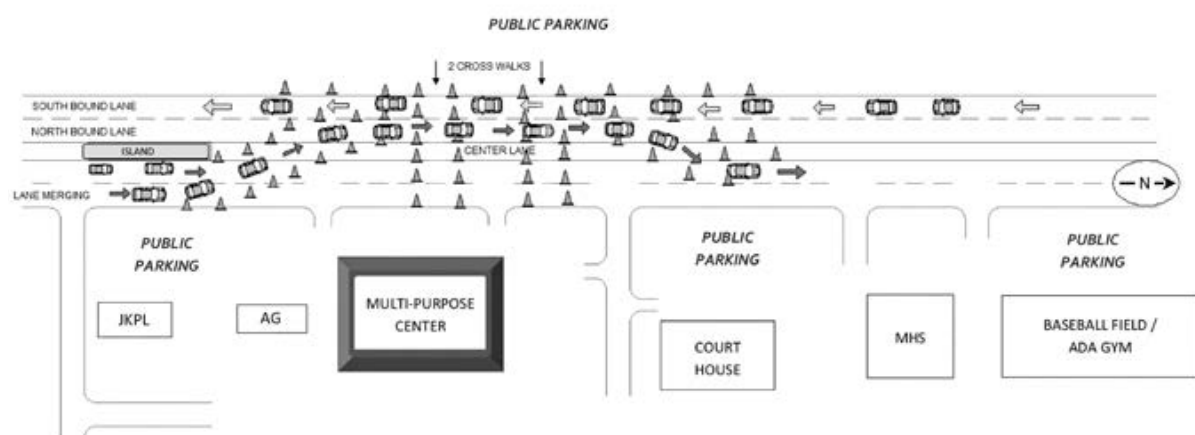 PUBLIC PARKING
2 CROSS WALKS
SOUTH BOUND LANE
NORTH BOUND LANE
ISLAND
CENTER LANE
LANE MERGING
N
PUBLIC
PARKING
PUBLIC
PARKING
PUBLIC
PARKING
JKPL
AG
MULTI-PURPOSE
CENTER
COURT
HOUSE
MHS
BASEBALL FIELD /
ADA GYM